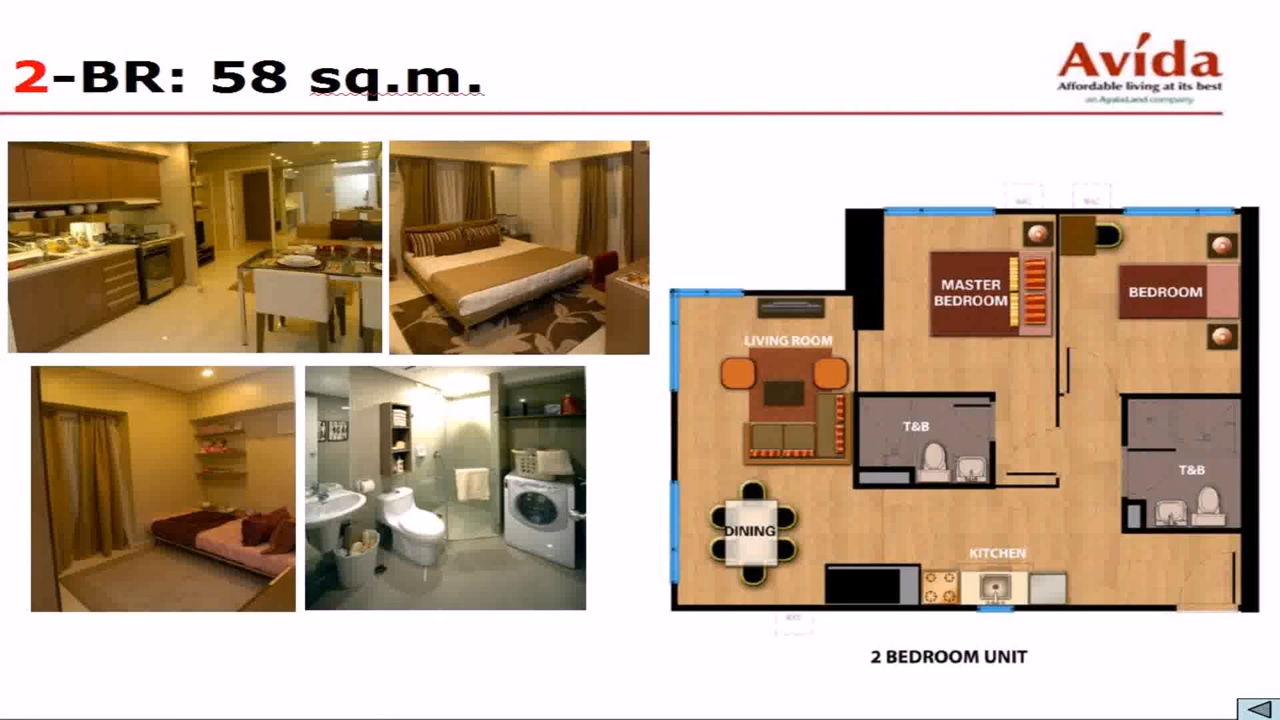 2-BR: 58 sq.m.
Avída
Affordable living at its best
an AyalaLand company
MASTER
BEDROOM
BEDROOM
LIVING ROOM
T&B
T&B
DINING
KITCHEN
2 BEDROOM UNIT